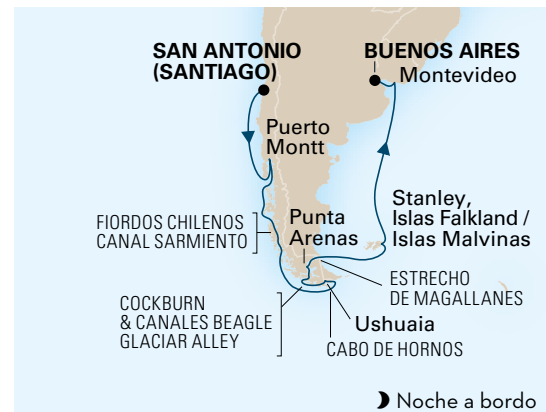 SAN ANTONIO
(SANTIAGO)
BUENOS AIRES
Montevideo
Puerto
Montt
FIORDOS CHILENOS
CANAL SARMIENTO
Punta
Arenas
Stanley,
Islas Falkland /
Islas Malvinas
ESTRECHO
DE MAGALLANES
COCKBURN
& CANALES BEAGLE
GLACIAR ALLEY
Ushuaia
CABO DE HORNOS
Noche a bordo